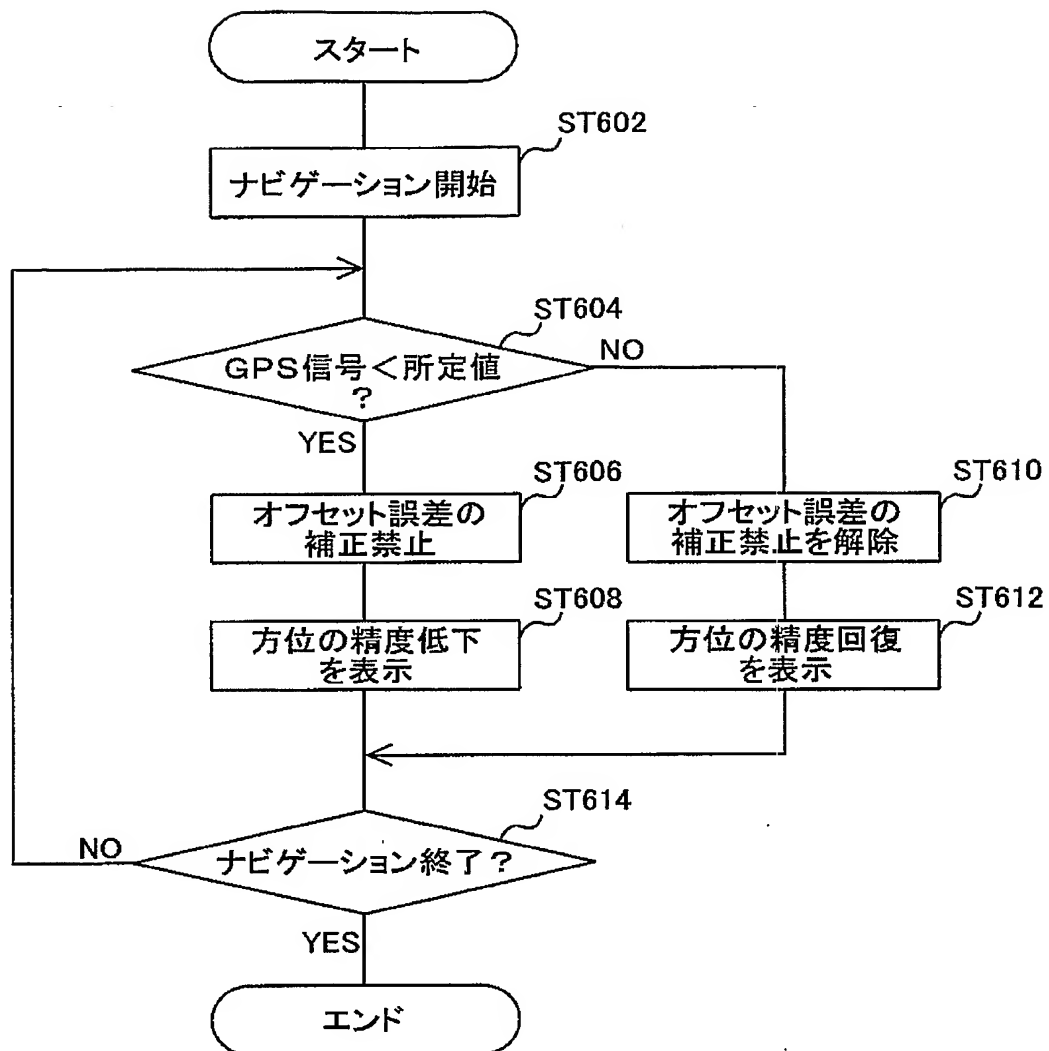 スタート
ST602
ナビゲーション開始
ST604
GPS信号<所定値
?
NO
YES
ST606
オフセット誤差の
補正禁止
ST610
オフセット誤差の
補正禁止を解除
ST608
方位の精度低下
を表示
ST612
方位の精度回復
を表示
ST614
ナビゲーション終了?
NO
YES
エンド